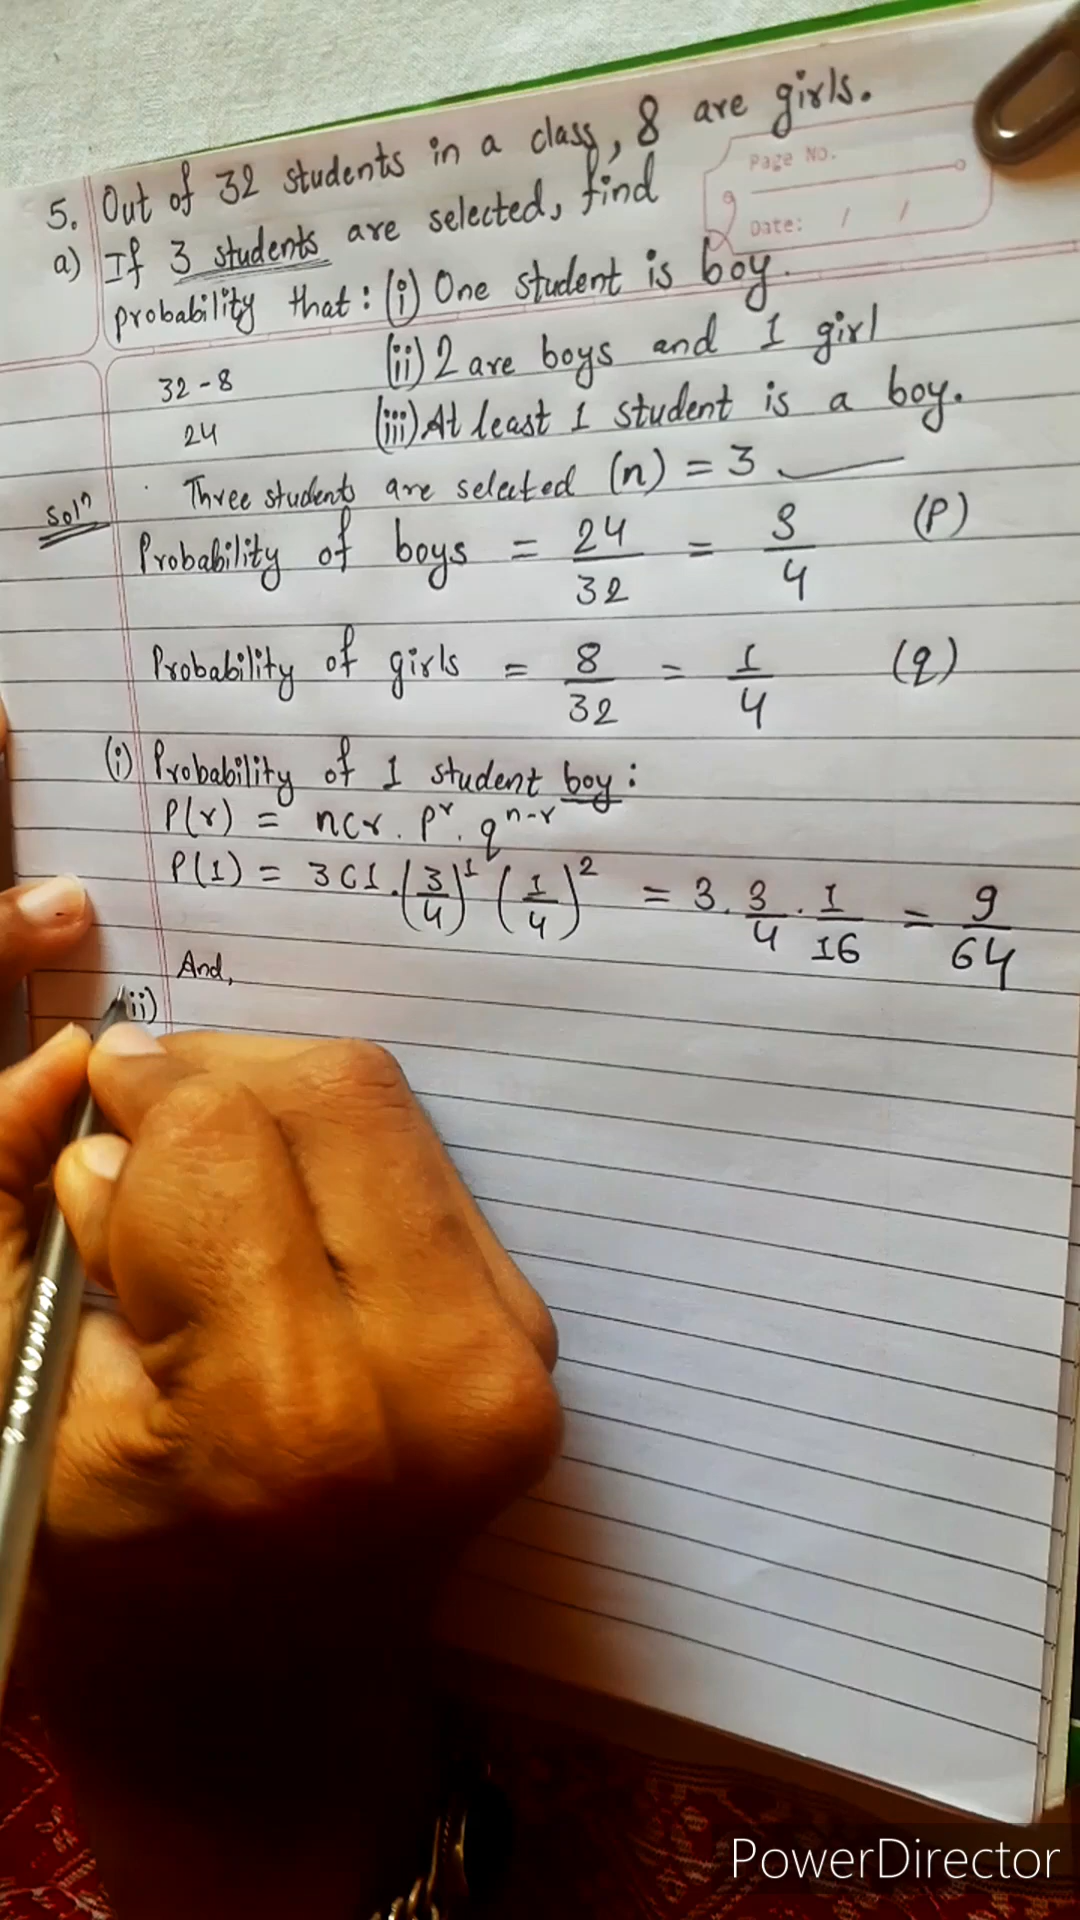 5. Out of 32 students in a class, 8 are girls.
Page No.
a) If 3 students are selected, find
Date: / /
probability that : (i) One student is boy.
32 - 8 (ii) 2 are boys and 1 girl
24 (iii) At least 1 student is a boy.
Soln Three students are selected (n) = 3
Probability of boys = 24/32 = 3/4 (P)
Probability of girls = 8/32 = 1/4 (q)
(i) Probability of 1 student boy :
P(r) = ncr . p^r . q^n-r
P(1) = 3C1 . (3/4)^1 (1/4)^2 = 3 . 3/4 . 1/16 = 9/64
And,
(ii)
PowerDirector